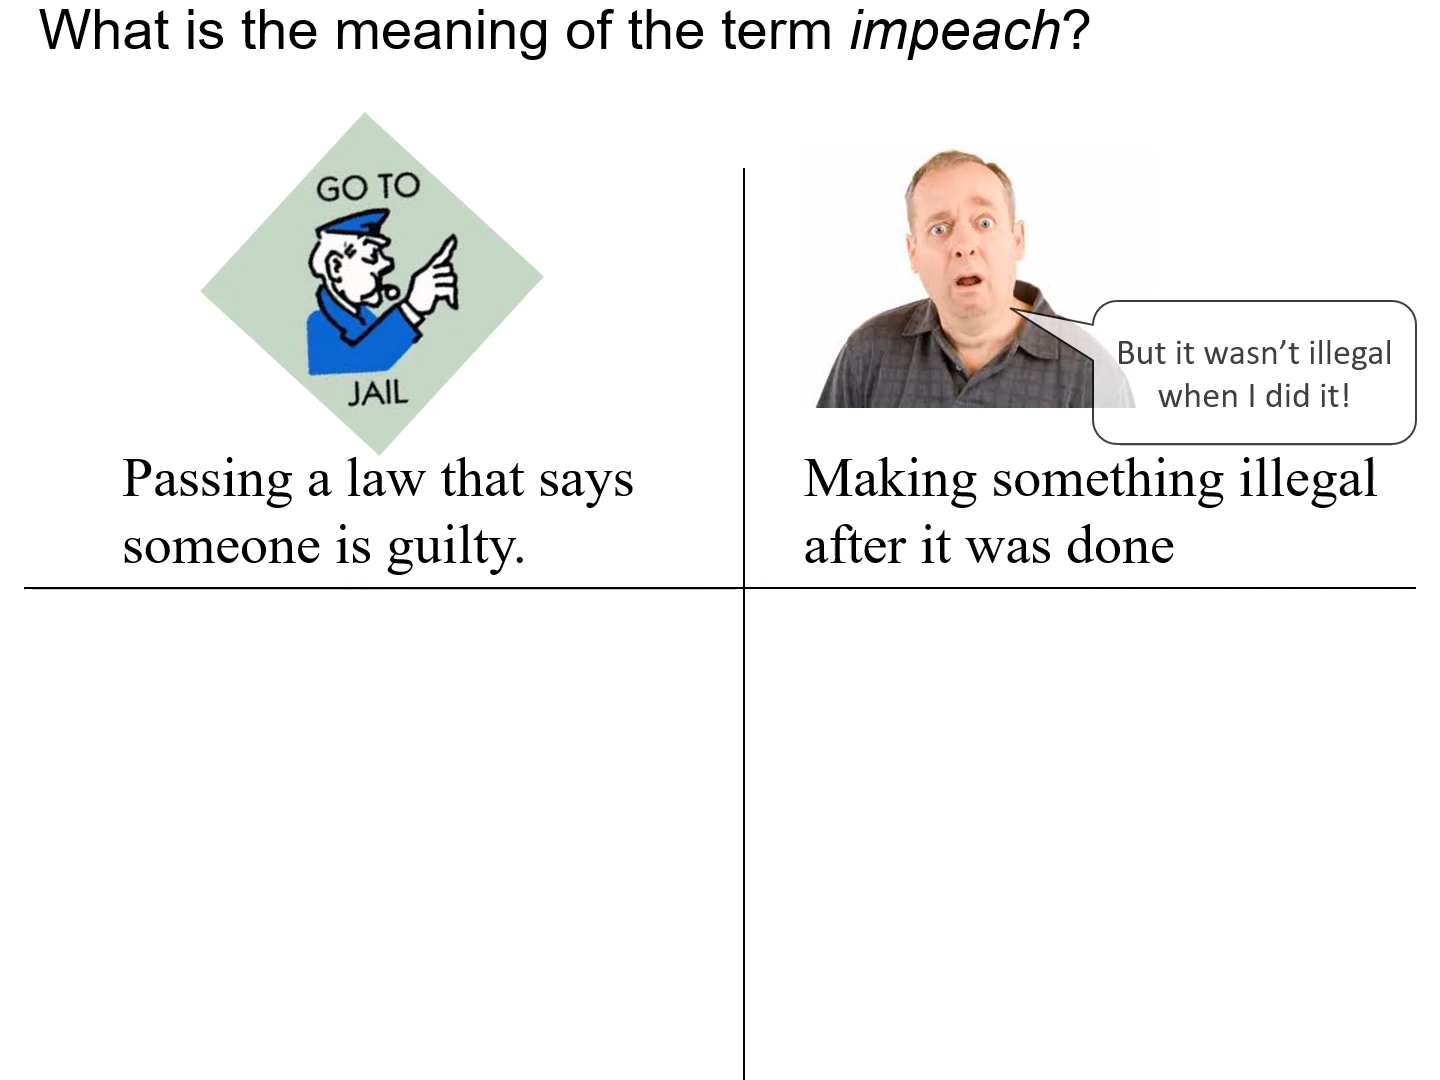 What is the meaning of the term impeach?
GO TO
JAIL
But it wasn’t illegal
when I did it!
Passing a law that says
someone is guilty.
Making something illegal
after it was done